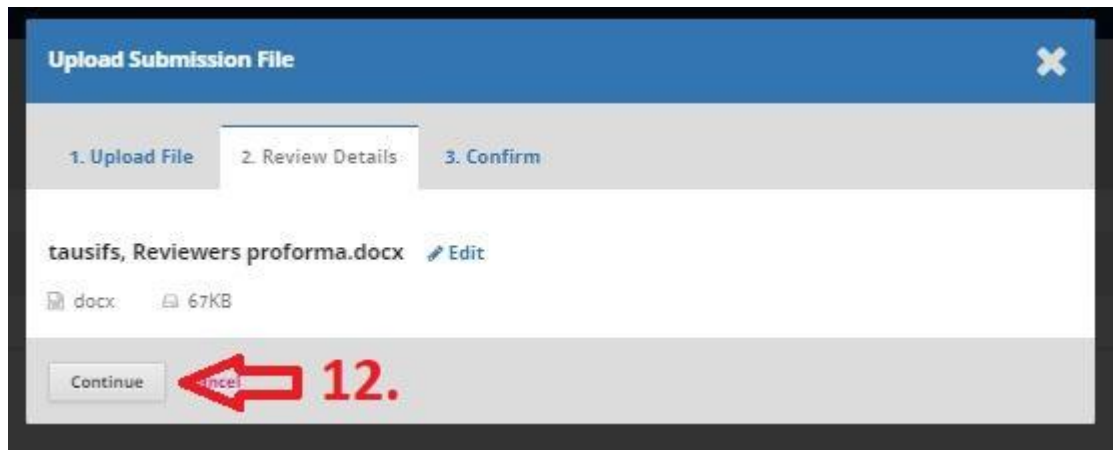 Upload Submission File
1. Upload File 2. Review Details 3. Confirm
tausifs, Reviewers proforma.docx Edit
docx 67KB
Continue 12.